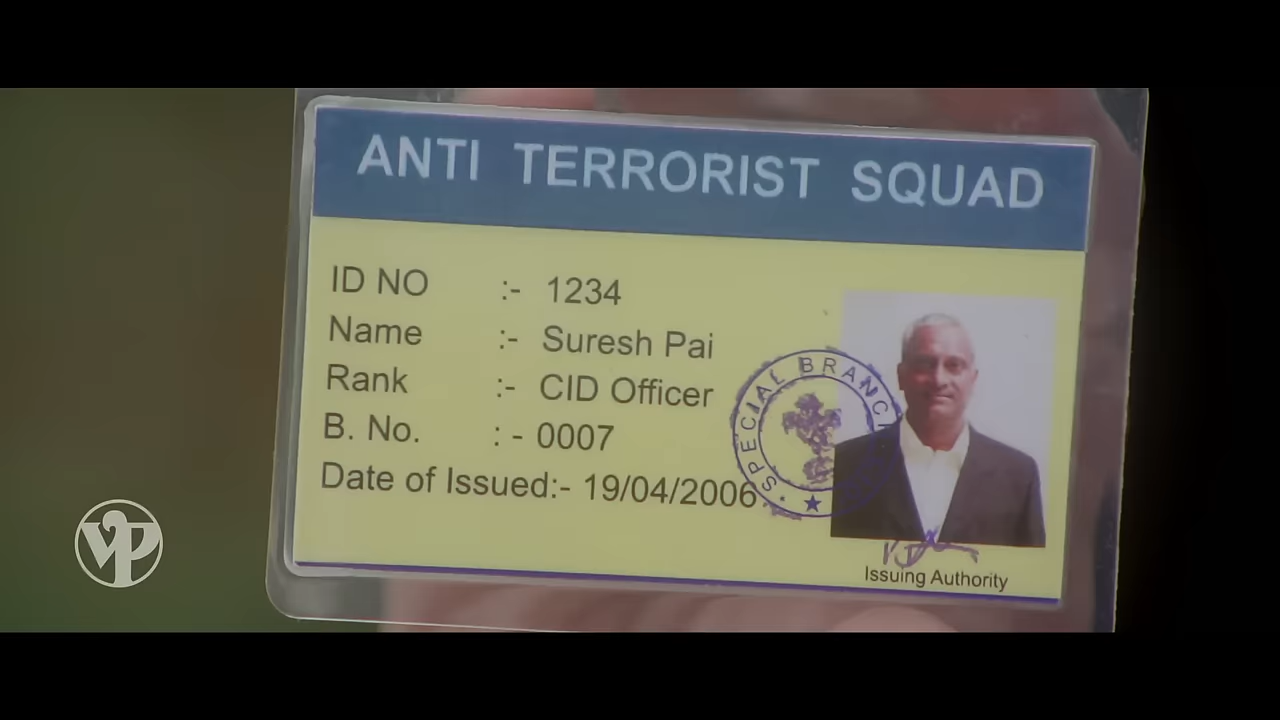 ANTI TERRORIST SQUAD
ID NO :- 1234
Name :- Suresh Pai
Rank :- CID Officer
B. No. : - 0007
Date of Issued:- 19/04/2006
SPECIAL BRANCH
Issuing Authority
VP